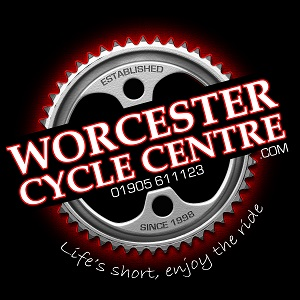 ESTABLISHED
WORCESTER
CYCLE CENTRE
.COM
01905 611123
SINCE 1998
Life's short, enjoy the ride